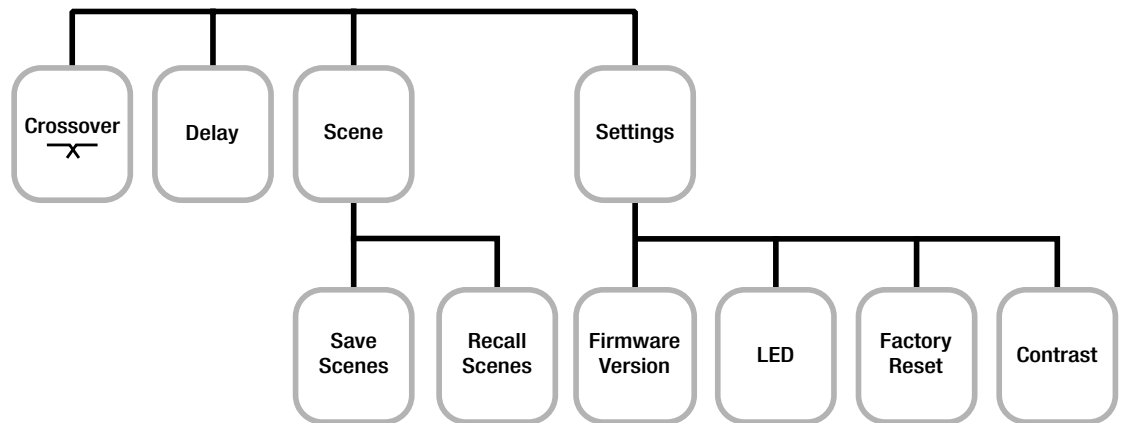 Crossover
Delay
Scene
Settings
Save
Scenes
Recall
Scenes
Firmware
Version
LED
Factory
Reset
Contrast